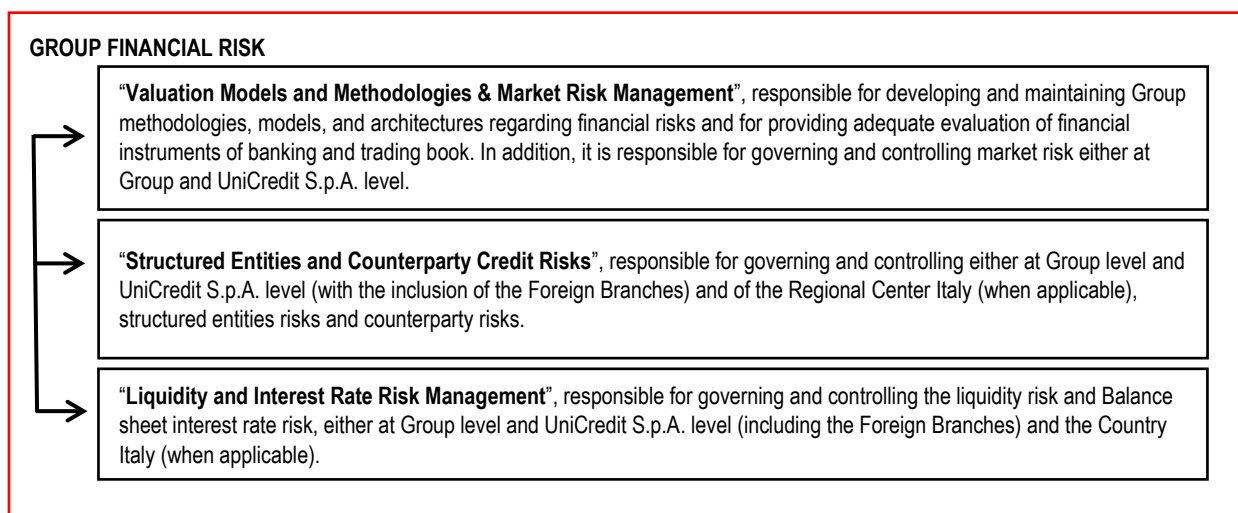 GROUP FINANCIAL RISK
“Valuation Models and Methodologies & Market Risk Management”, responsible for developing and maintaining Group
methodologies, models, and architectures regarding financial risks and for providing adequate evaluation of financial
instruments of banking and trading book. In addition, it is responsible for governing and controlling market risk either at
Group and UniCredit S.p.A. level.
“Structured Entities and Counterparty Credit Risks”, responsible for governing and controlling either at Group level and
UniCredit S.p.A. level (with the inclusion of the Foreign Branches) and of the Regional Center Italy (when applicable),
structured entities risks and counterparty risks.
“Liquidity and Interest Rate Risk Management”, responsible for governing and controlling the liquidity risk and Balance
sheet interest rate risk, either at Group level and UniCredit S.p.A. level (including the Foreign Branches) and the Country
Italy (when applicable).